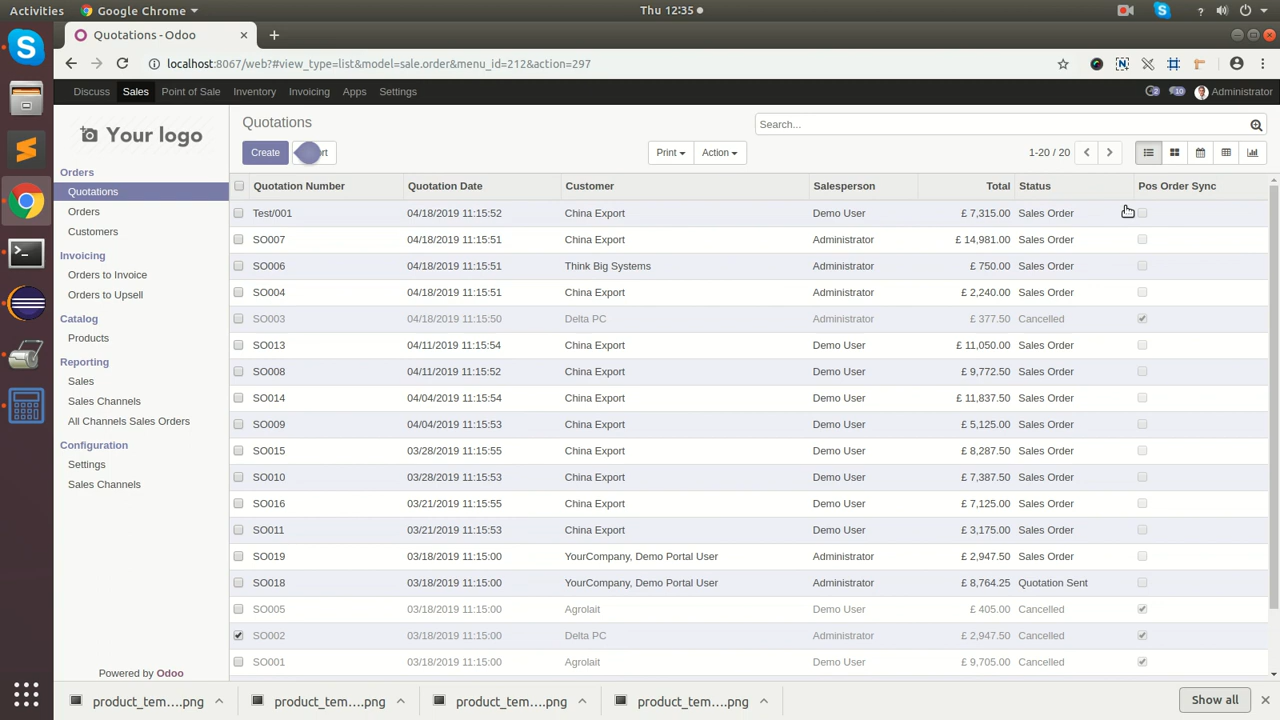 Activities Google Chrome Thu 12:35
Quotations - Odoo
localhost:8067/web?#view_type=list&model=sale.order&menu_id=212&action=297
Discuss Sales Point of Sale Inventory Invoicing Apps Settings 2 10 Administrator
Your logo
Orders
Quotations
Orders
Customers
Invoicing
Orders to Invoice
Orders to Upsell
Catalog
Products
Reporting
Sales
Sales Channels
All Channels Sales Orders
Configuration
Settings
Sales Channels
Powered by Odoo
Quotations
Search...
Create Print Action 1-20 / 20
Quotation Number Quotation Date Customer Salesperson Total Status Pos Order Sync
Test/001 04/18/2019 11:15:52 China Export Demo User £ 7,315.00 Sales Order
SO007 04/18/2019 11:15:51 China Export Administrator £ 14,981.00 Sales Order
SO006 04/18/2019 11:15:51 Think Big Systems Administrator £ 750.00 Sales Order
SO004 04/18/2019 11:15:51 China Export Administrator £ 2,240.00 Sales Order
SO003 04/18/2019 11:15:50 Delta PC Administrator £ 377.50 Cancelled
SO013 04/11/2019 11:15:54 China Export Demo User £ 11,050.00 Sales Order
SO008 04/11/2019 11:15:52 China Export Demo User £ 9,772.50 Sales Order
SO014 04/04/2019 11:15:54 China Export Demo User £ 11,837.50 Sales Order
SO009 04/04/2019 11:15:53 China Export Demo User £ 5,125.00 Sales Order
SO015 03/28/2019 11:15:55 China Export Demo User £ 8,287.50 Sales Order
SO010 03/28/2019 11:15:53 China Export Demo User £ 7,387.50 Sales Order
SO016 03/21/2019 11:15:55 China Export Demo User £ 7,125.00 Sales Order
SO011 03/21/2019 11:15:53 China Export Demo User £ 3,175.00 Sales Order
SO019 03/18/2019 11:15:00 YourCompany, Demo Portal User Administrator £ 2,947.50 Sales Order
SO018 03/18/2019 11:15:00 YourCompany, Demo Portal User Administrator £ 8,764.25 Quotation Sent
SO005 03/18/2019 11:15:00 Agrolait Demo User £ 405.00 Cancelled
SO002 03/18/2019 11:15:00 Delta PC Administrator £ 2,947.50 Cancelled
SO001 03/18/2019 11:15:00 Agrolait Demo User £ 9,705.00 Cancelled
product_tem....png product_tem....png product_tem....png product_tem....png Show all